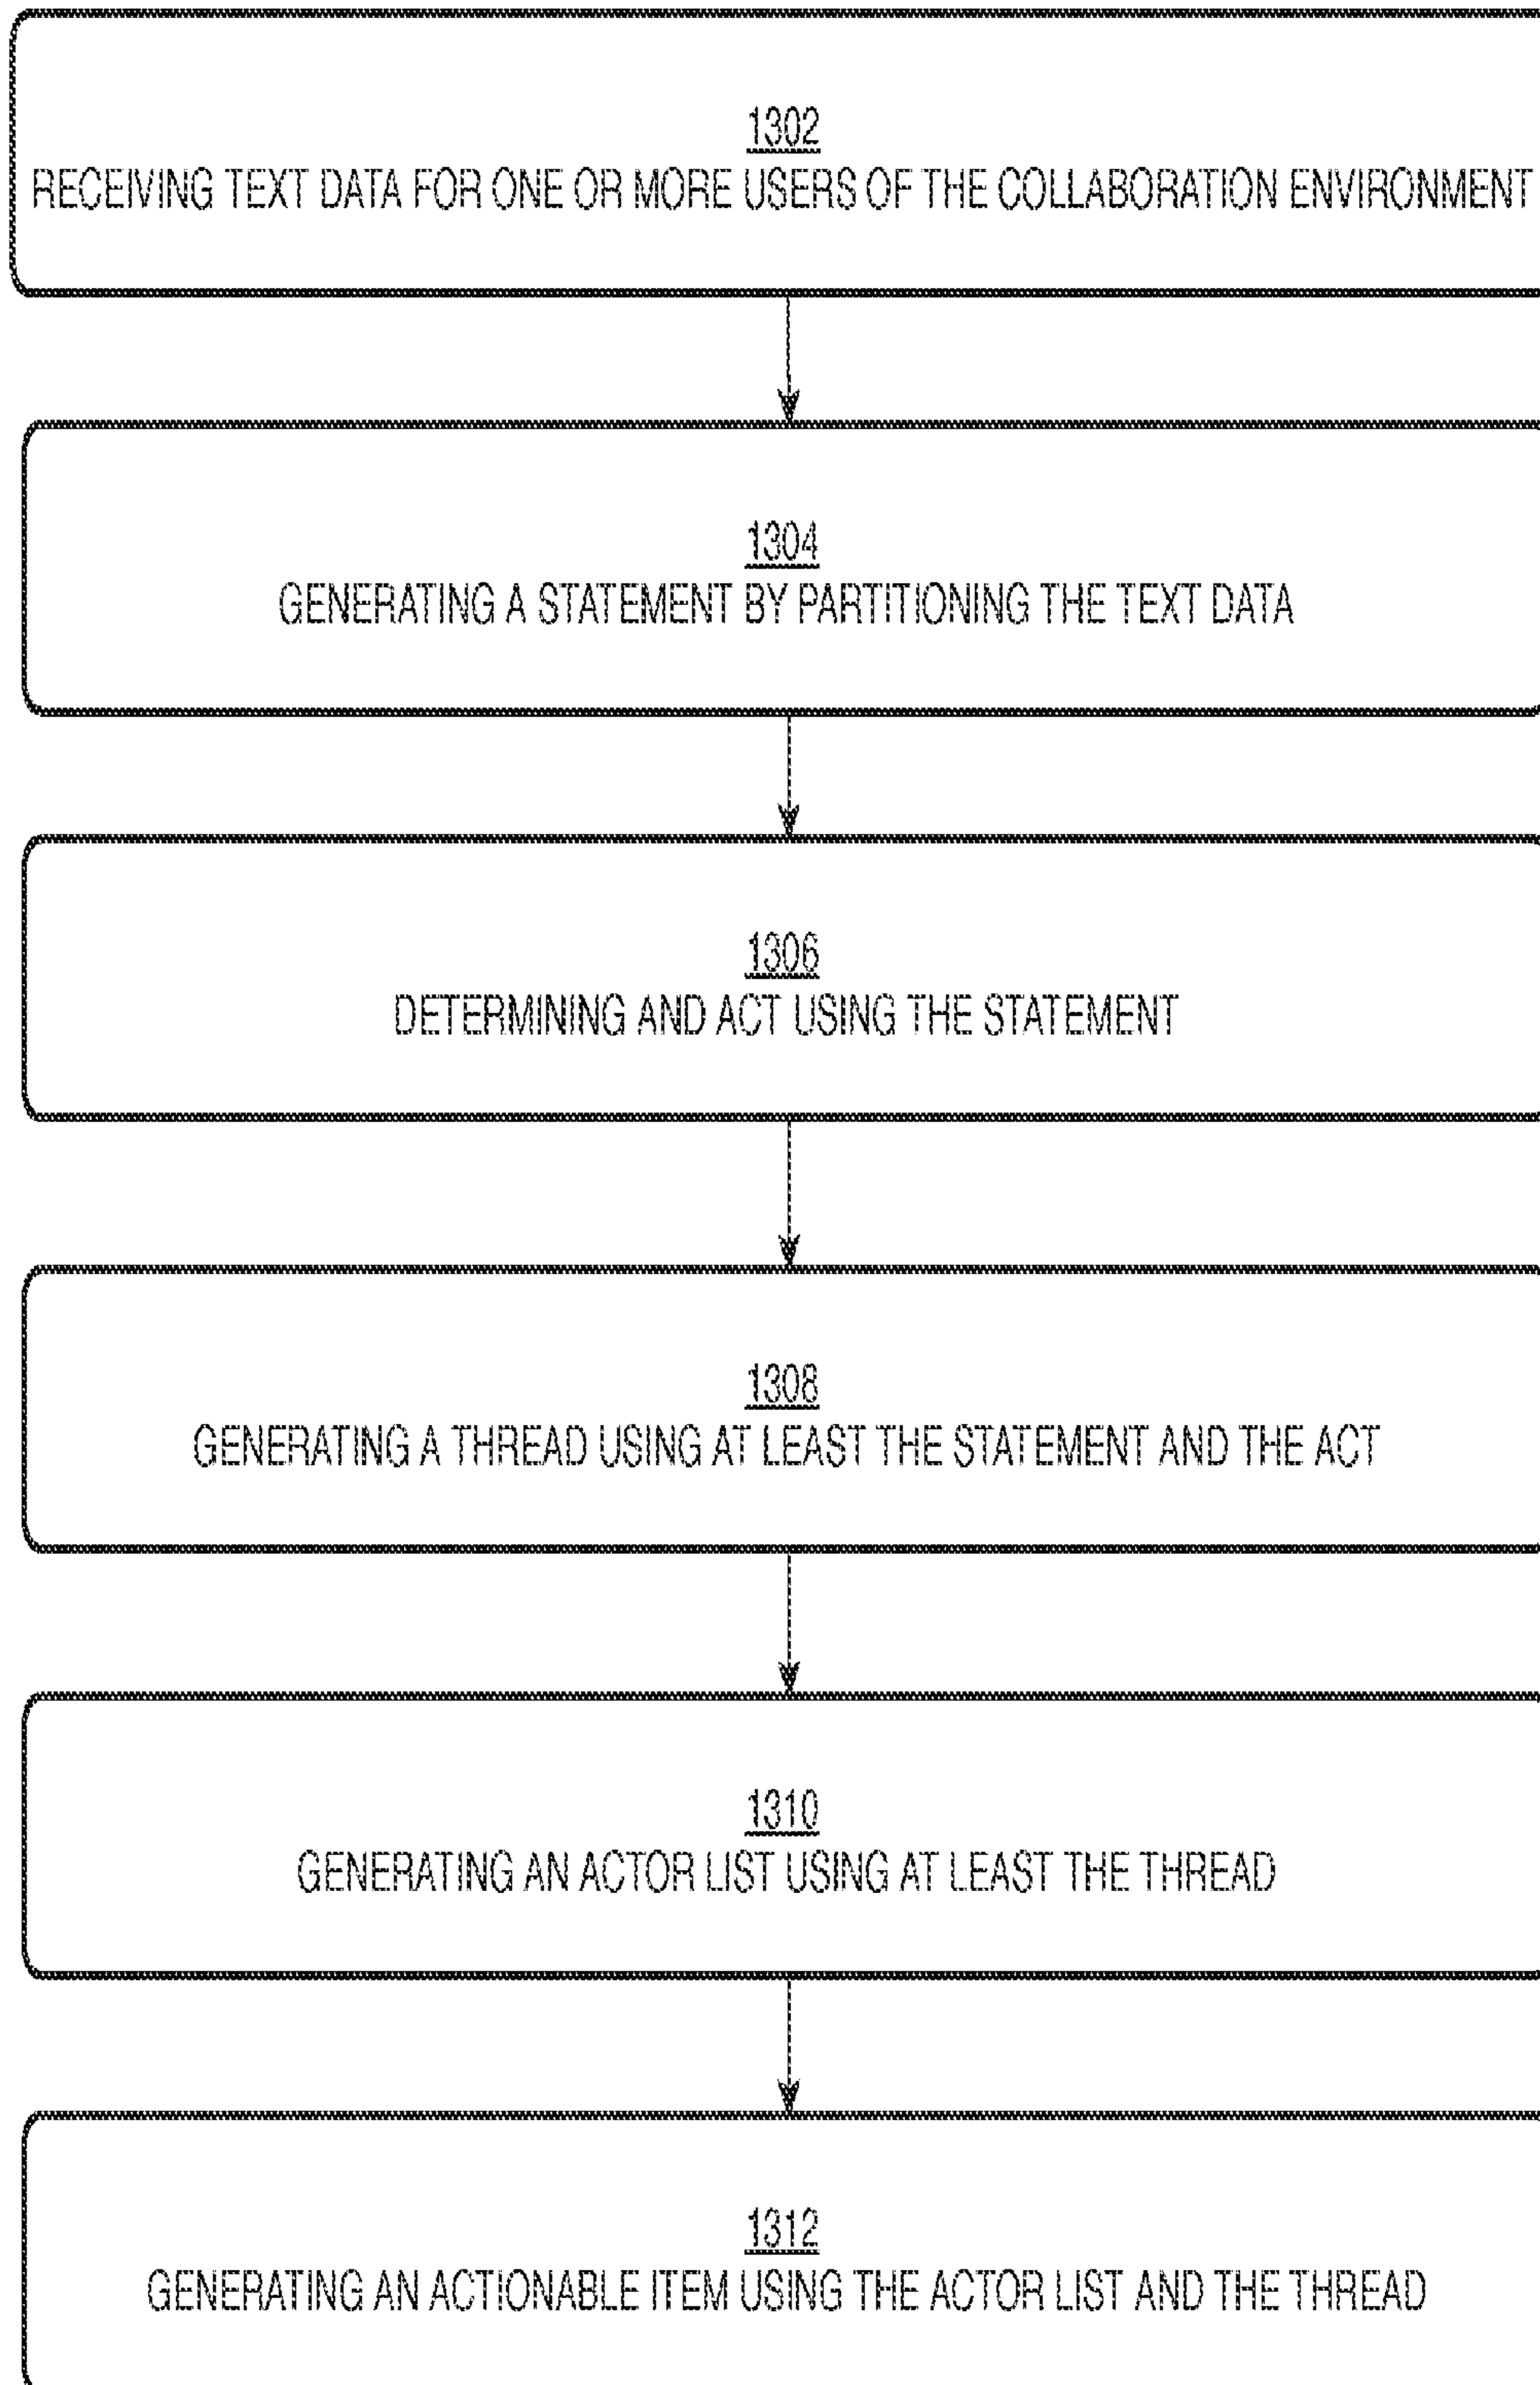 1302
RECEIVING TEXT DATA FOR ONE OR MORE USERS OF THE COLLABORATION ENVIRONMENT
1304
GENERATING A STATEMENT BY PARTITIONING THE TEXT DATA
1306
DETERMINING AND ACT USING THE STATEMENT
1308
GENERATING A THREAD USING AT LEAST THE STATEMENT AND THE ACT
1310
GENERATING AN ACTOR LIST USING AT LEAST THE THREAD
1312
GENERATING AN ACTIONABLE ITEM USING THE ACTOR LIST AND THE THREAD